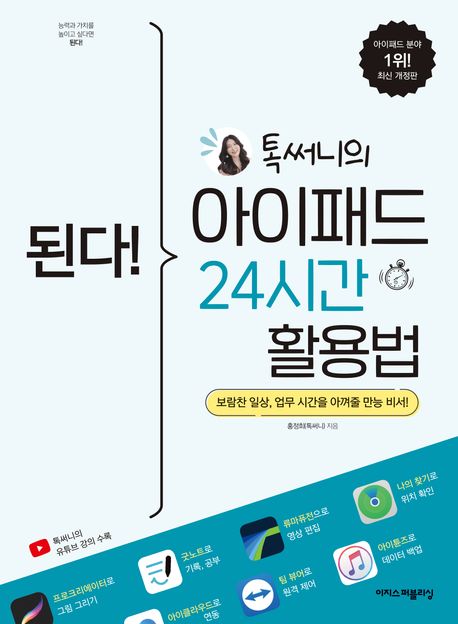 능력과 가치를
높이고 싶다면
된다!
아이패드 분야
1위!
최신 개정판
톡써니의
된다!
아이패드
24시간
활용법
보람찬 일상, 업무 시간을 아껴줄 만능 비서!
홍정희(톡써니) 지음
톡써니의
유튜브 강의 수록
프로크리에이터로
그림 그리기
굿노트로
기록, 공부
아이클라우드로
연동
루마퓨전으로
영상 편집
팀 뷰어로
원격 제어
나의 찾기로
위치 확인
아이튠즈로
데이터 백업
이지스퍼블리싱